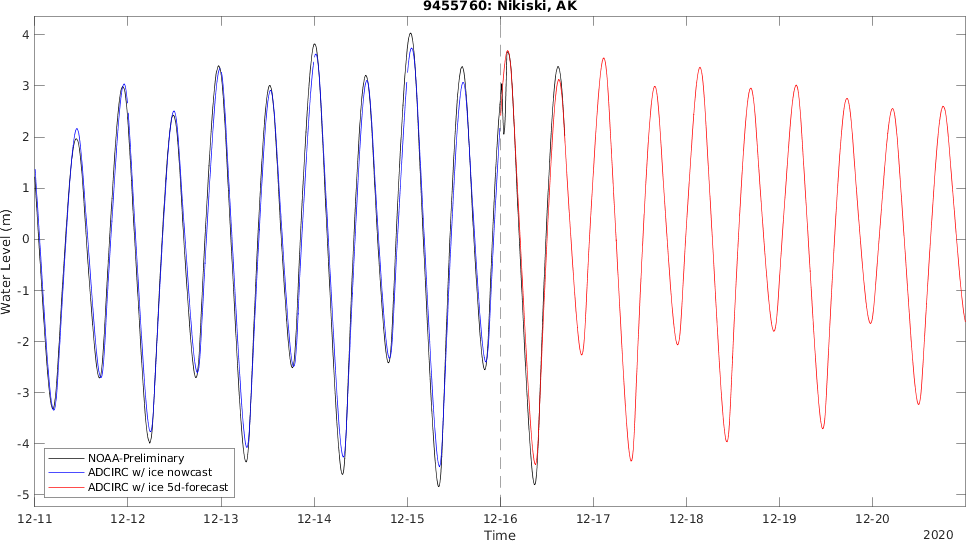 9455760: Nikiski, AK
4
3
2
1
0
-1
-2
-3
-4
-5
Water Level (m)
NOAA-Preliminary
ADCIRC w/ ice nowcast
ADCIRC w/ ice 5d-forecast
12-11 12-12 12-13 12-14 12-15 12-16 12-17 12-18 12-19 12-20
Time
2020